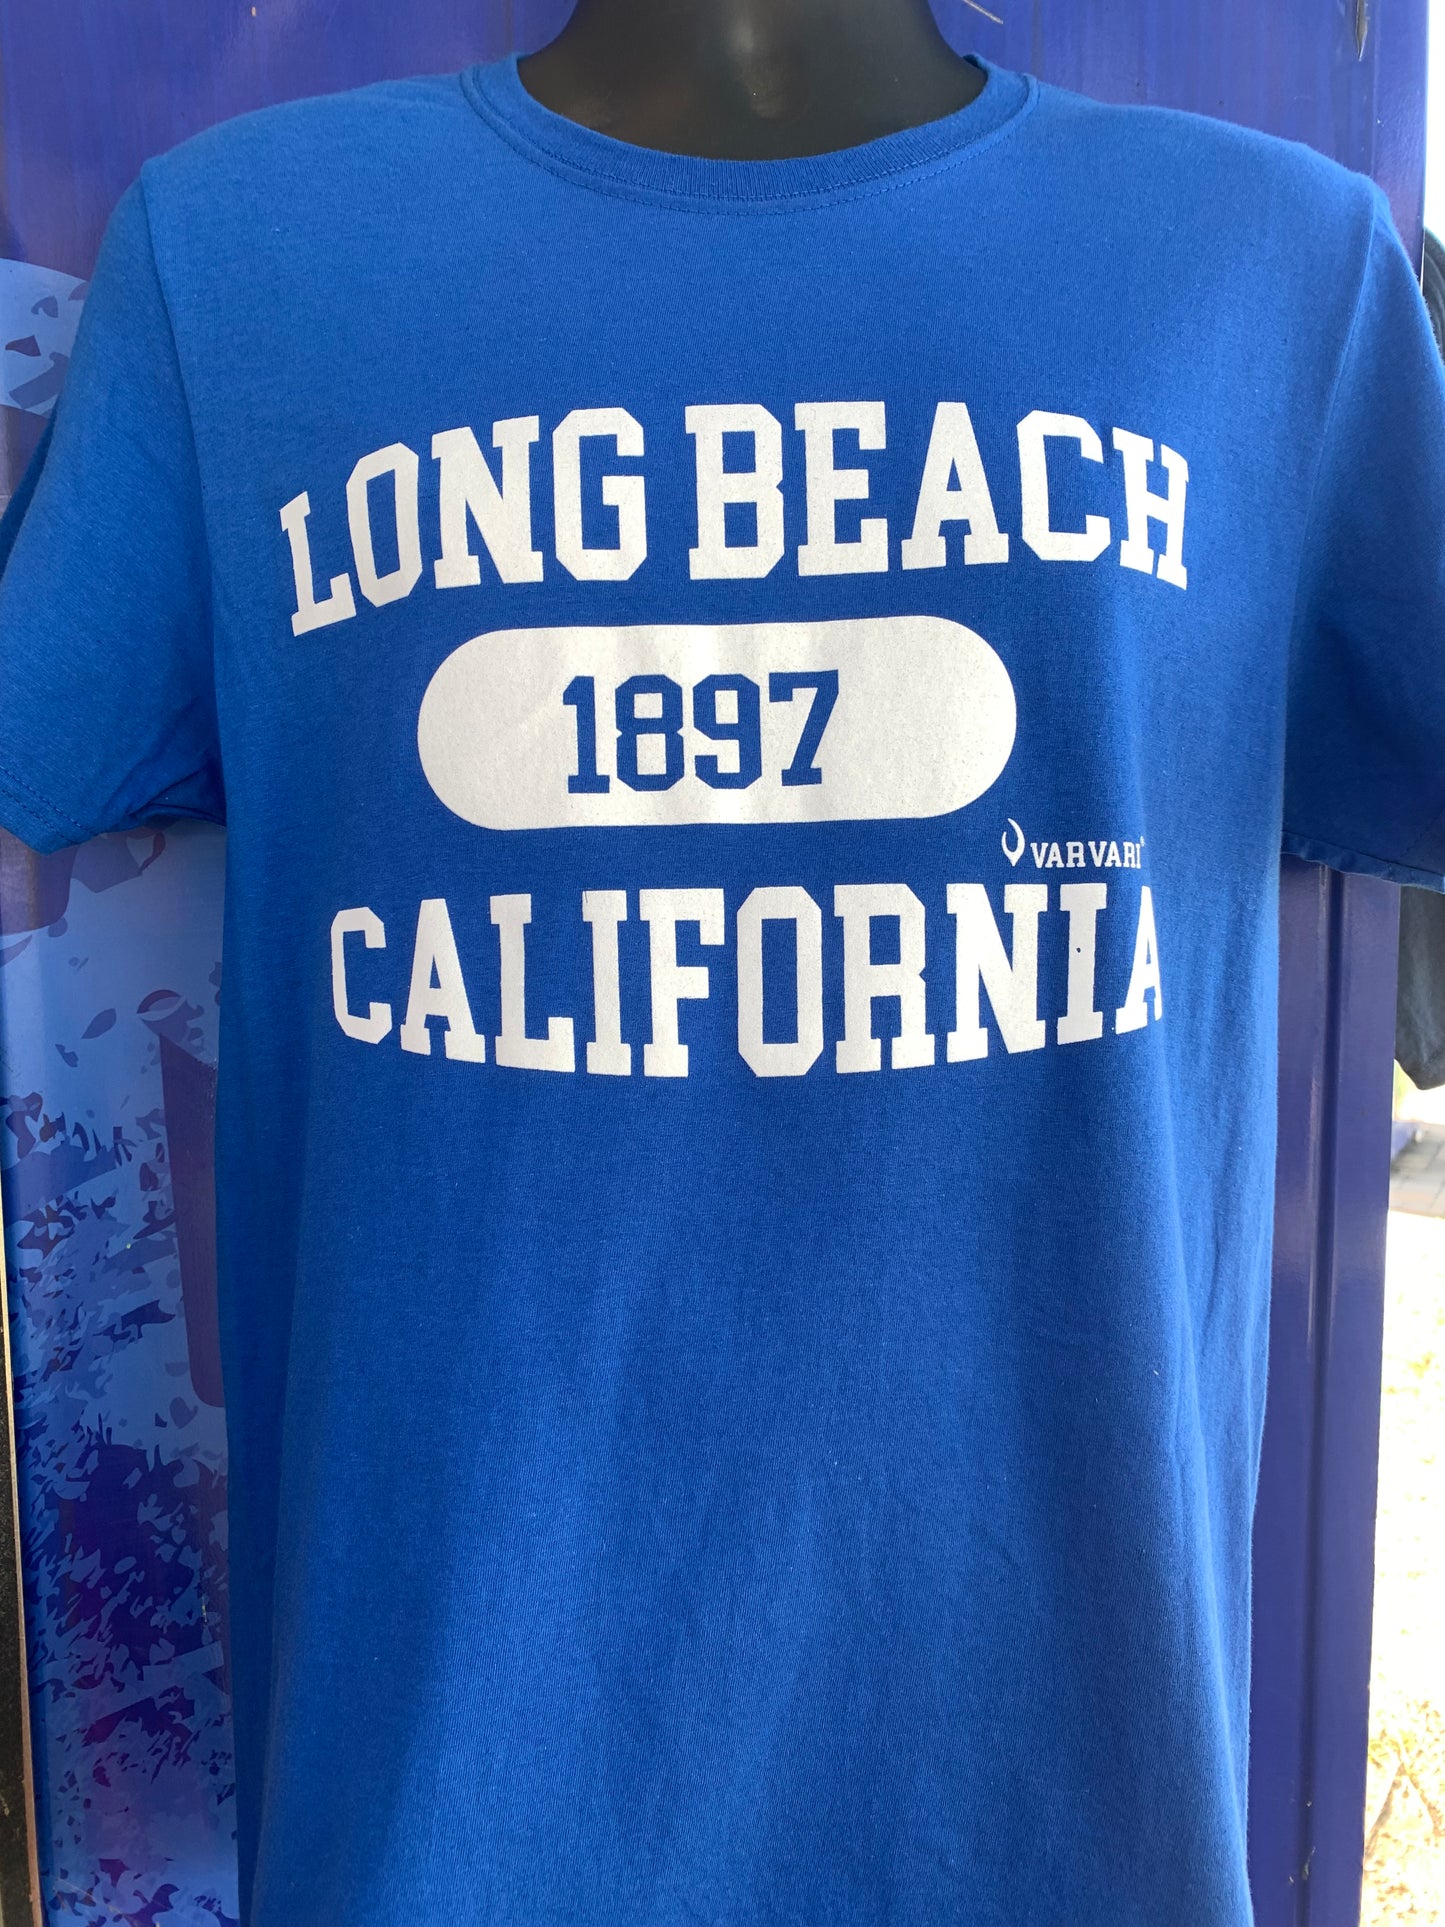 LONG BEACH
1897
VARVARI®
CALIFORNIA